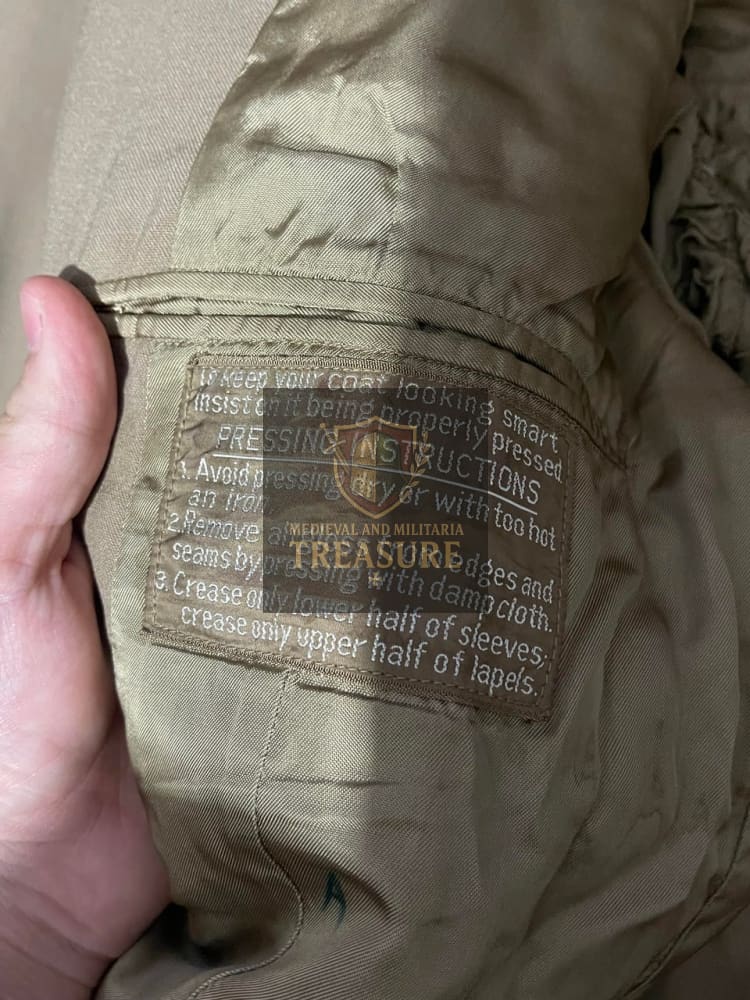 to keep your coat looking smart
insist on it being properly pressed
PRESSING INSTRUCTIONS
1. Avoid pressing dry or with too hot
an iron
2. Remove from edges and
seams by pressing with damp cloth.
3. Crease only lower half of sleeves;
crease only upper half of lapels.
MEDIEVAL AND MILITARIA
TREASURE
A